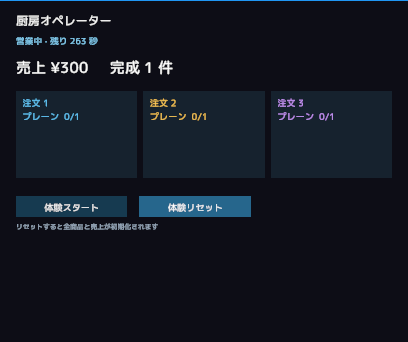 厨房オペレーター
営業中・残り 263 秒
売上 ¥300 完成 1 件
注文 1
プレーン 0/1
注文 2
プレーン 0/1
注文 3
プレーン 0/1
体験スタート
体験リセット
リセットすると全商品と売上が初期化されます